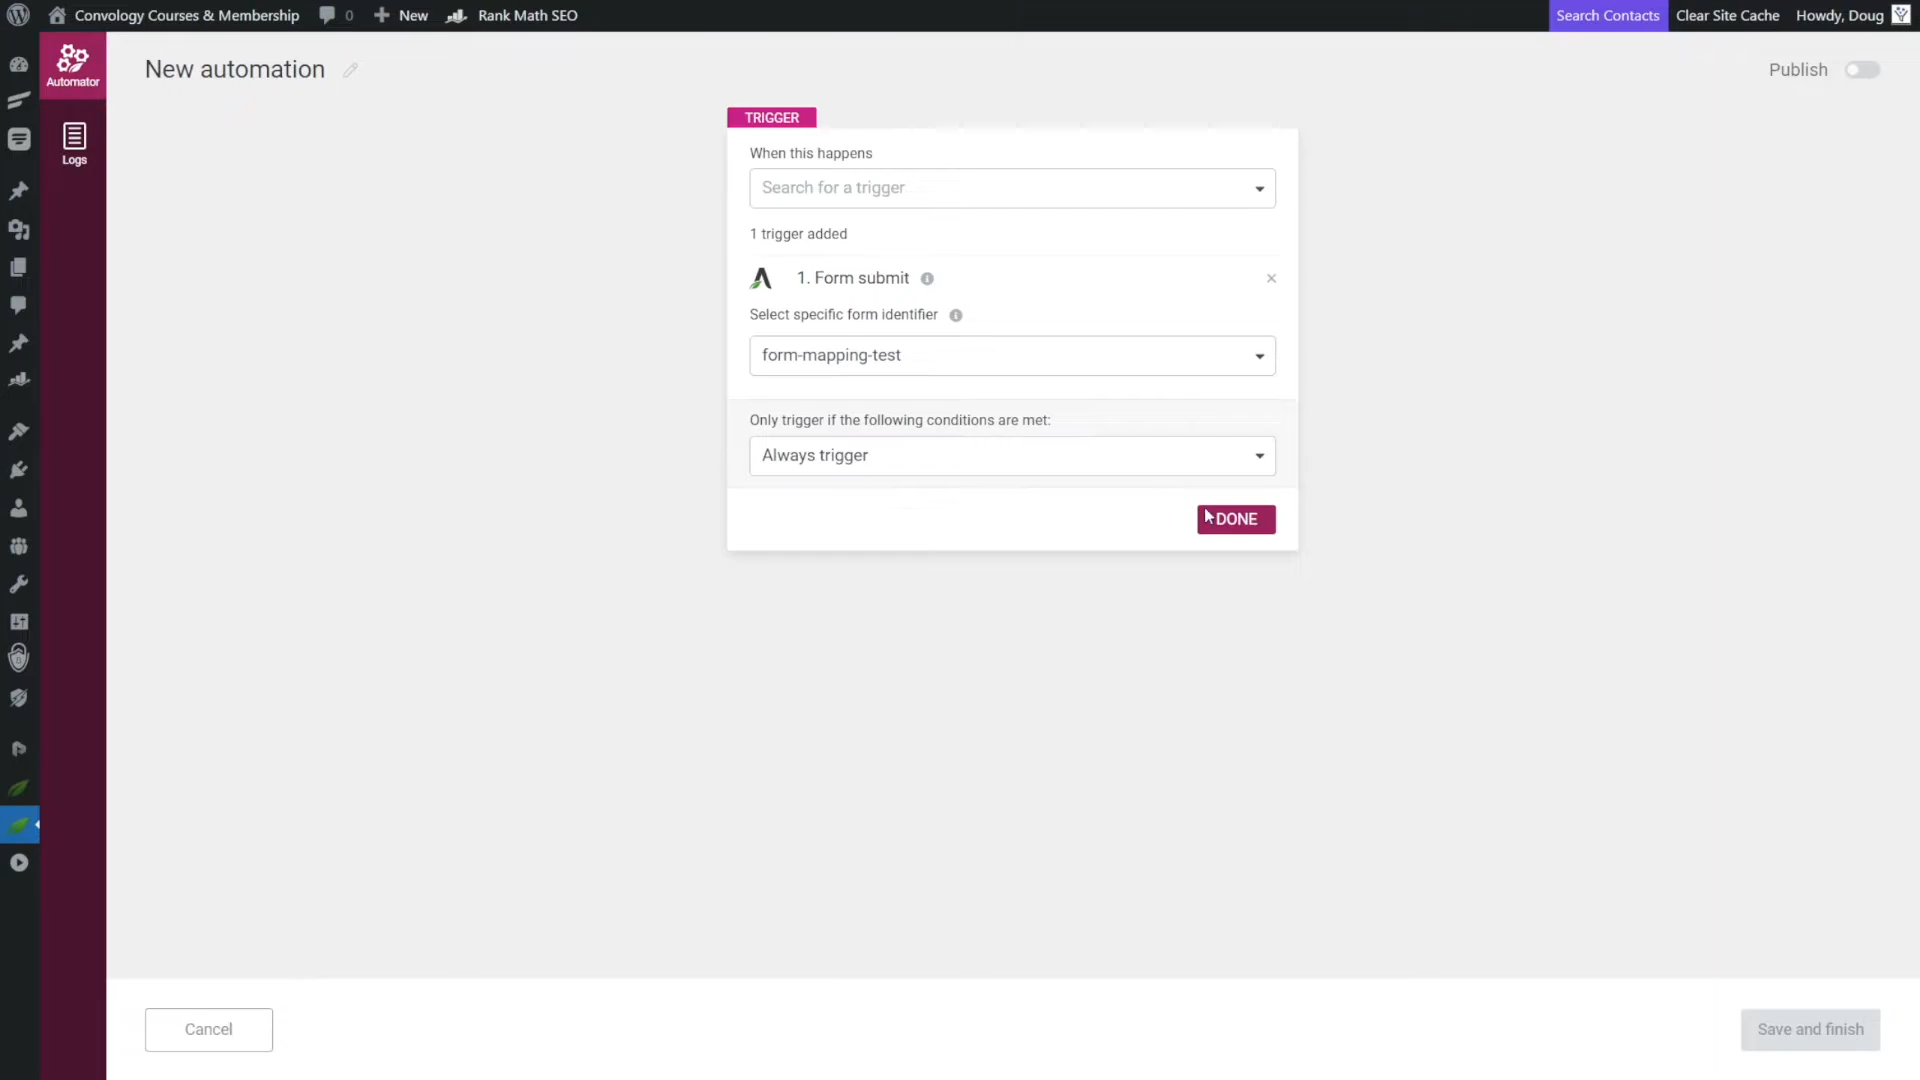 Convology Courses & Membership 0 New Rank Math SEO Search Contacts Clear Site Cache Howdy, Doug
Automator
Logs
New automation
Publish
TRIGGER
When this happens
Search for a trigger
1 trigger added
1. Form submit
Select specific form identifier
form-mapping-test
Only trigger if the following conditions are met:
Always trigger
DONE
Cancel
Save and finish